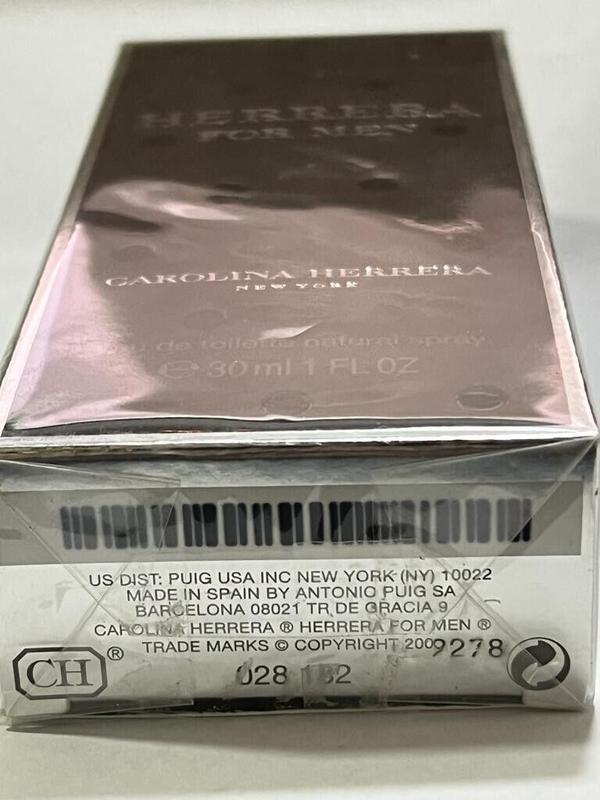 HERRERA
FOR MEN
CAROLINA HERRERA
NEW YORK
eau de toilette natural spray
℮ 30 ml 1 FL OZ
US DIST: PUIG USA INC NEW YORK (NY) 10022
MADE IN SPAIN BY ANTONIO PUIG SA
BARCELONA 08021 TR. DE GRACIA 9
CAROLINA HERRERA ® HERRERA FOR MEN ®
TRADE MARKS © COPYRIGHT
9278
CH ®
028